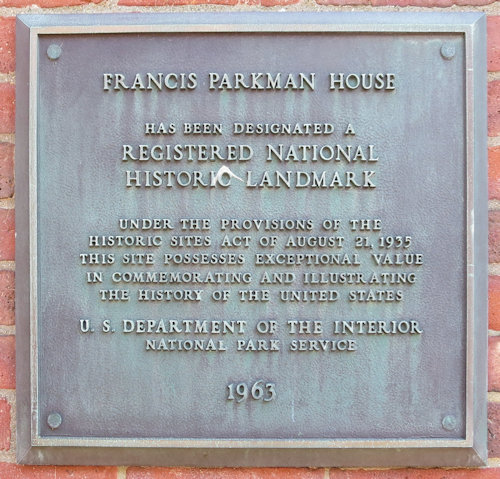 FRANCIS PARKMAN HOUSE
HAS BEEN DESIGNATED A
REGISTERED NATIONAL
HISTORIC LANDMARK
UNDER THE PROVISIONS OF THE
HISTORIC SITES ACT OF AUGUST 21, 1935
THIS SITE POSSESSES EXCEPTIONAL VALUE
IN COMMEMORATING AND ILLUSTRATING
THE HISTORY OF THE UNITED STATES
U. S. DEPARTMENT OF THE INTERIOR
NATIONAL PARK SERVICE
1963